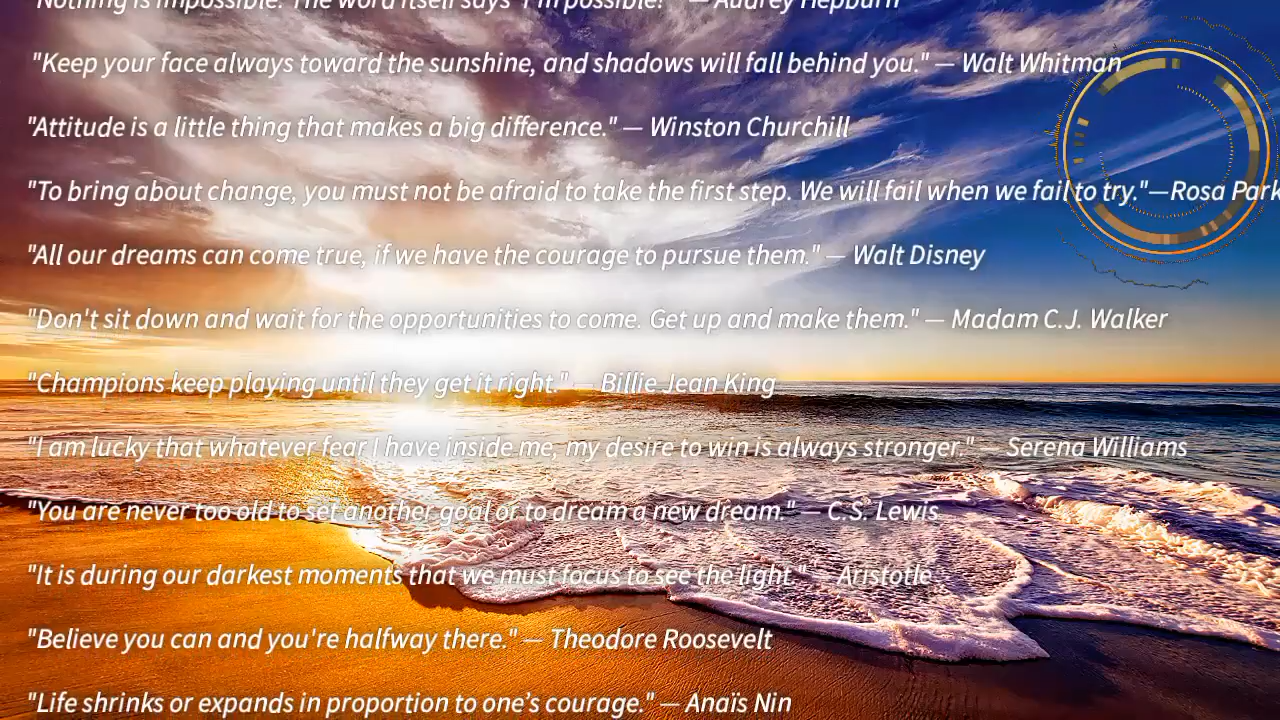 "Nothing is impossible. The word itself says 'I'm possible!'" — Audrey Hepburn
"Keep your face always toward the sunshine, and shadows will fall behind you." — Walt Whitman
"Attitude is a little thing that makes a big difference." — Winston Churchill
"To bring about change, you must not be afraid to take the first step. We will fail when we fail to try."—Rosa Park
"All our dreams can come true, if we have the courage to pursue them." — Walt Disney
"Don't sit down and wait for the opportunities to come. Get up and make them." — Madam C.J. Walker
"Champions keep playing until they get it right." — Billie Jean King
"I am lucky that whatever fear I have inside me, my desire to win is always stronger." — Serena Williams
"You are never too old to set another goal or to dream a new dream." — C.S. Lewis
"It is during our darkest moments that we must focus to see the light." — Aristotle
"Believe you can and you're halfway there." — Theodore Roosevelt
"Life shrinks or expands in proportion to one’s courage." — Anaïs Nin